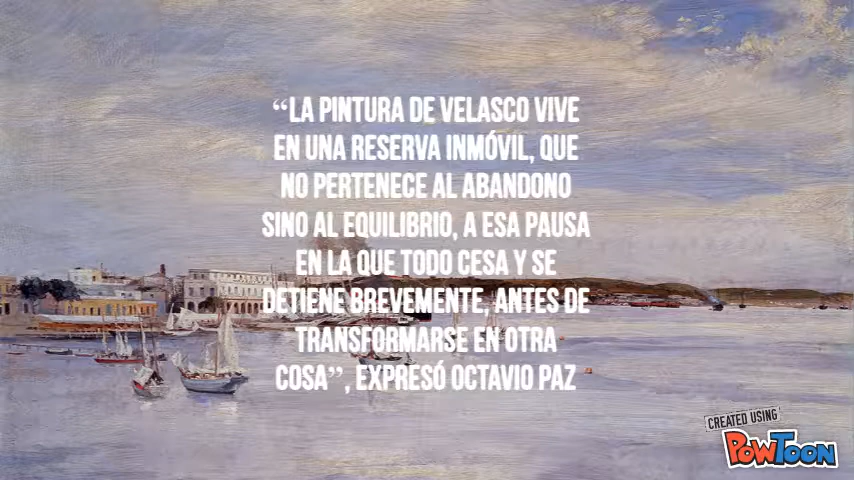 “LA PINTURA DE VELASCO VIVE
EN UNA RESERVA INMÓVIL, QUE
NO PERTENECE AL ABANDONO
SINO AL EQUILIBRIO, A ESA PAUSA
EN LA QUE TODO CESA Y SE
DETIENE BREVEMENTE, ANTES DE
TRANSFORMARSE EN OTRA
COSA”, EXPRESÓ OCTAVIO PAZ
CREATED USING
POWTOON